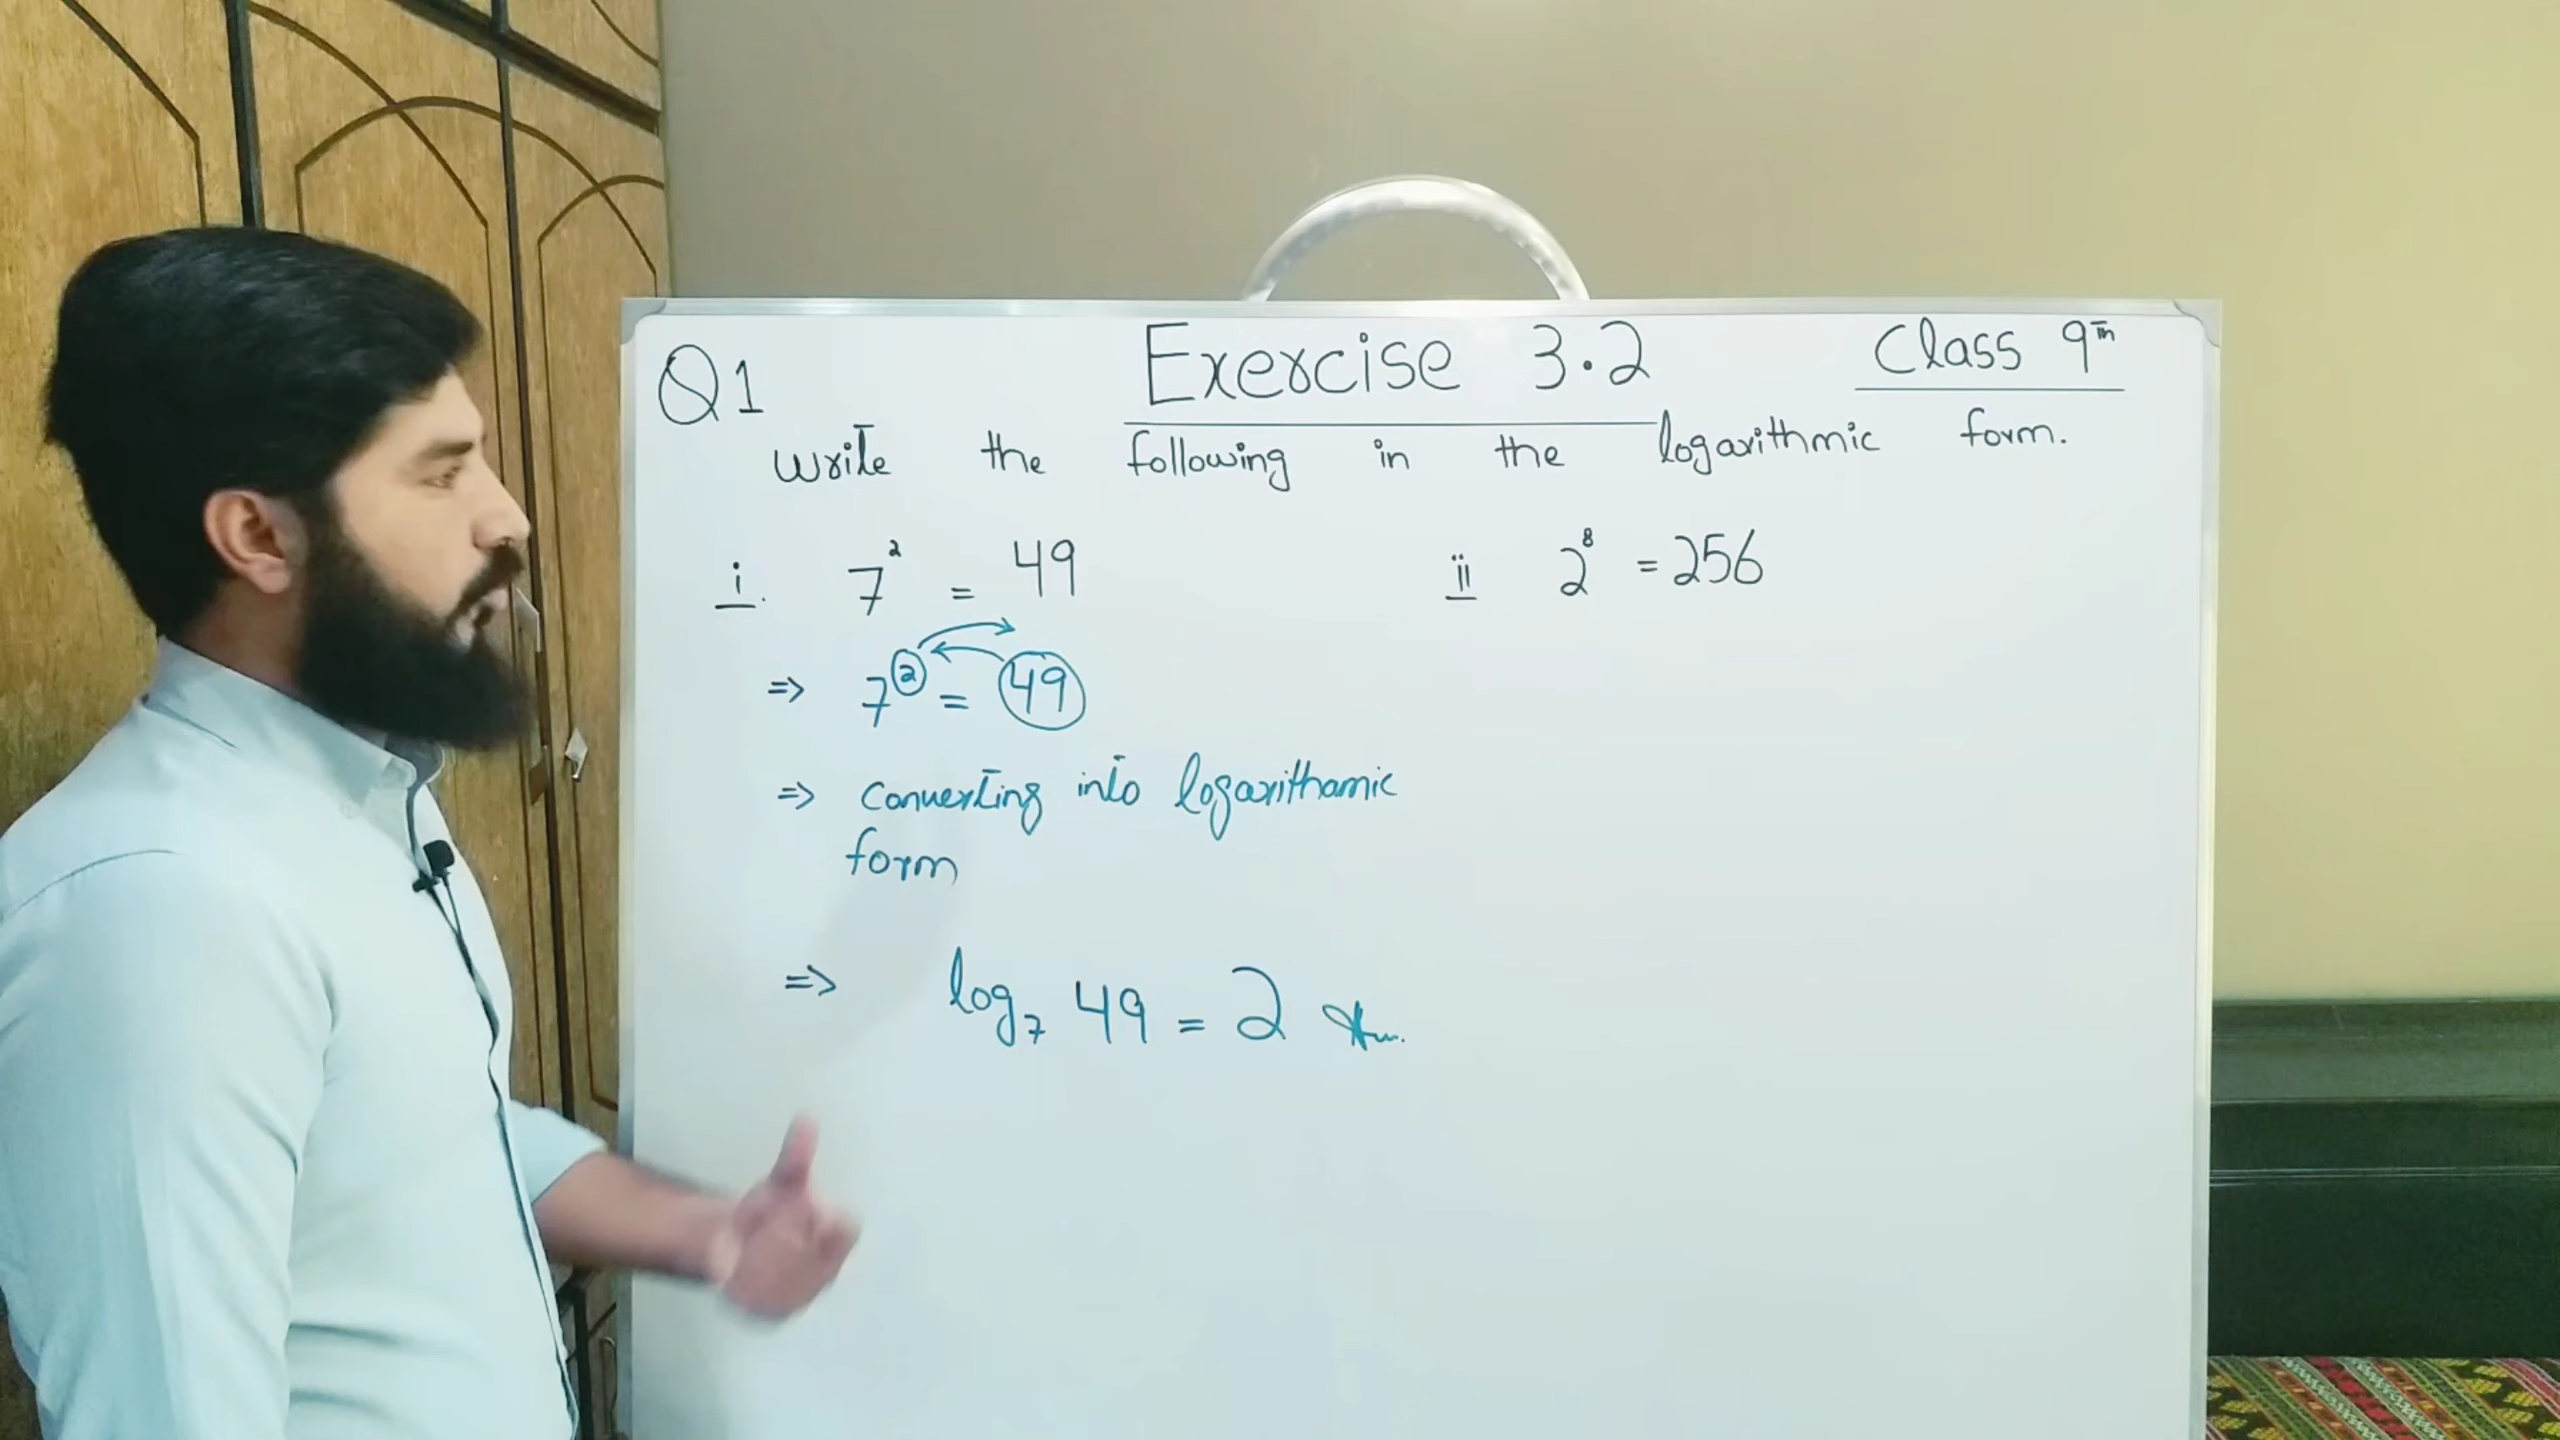 Q1 Exercise 3.2 Class 9th
Write the following in the logarithmic form.
i. 7² = 49
ii 2⁸ = 256
=> 7② = 49
=> converting into logarithamic
form
=> log₇ 49 = 2